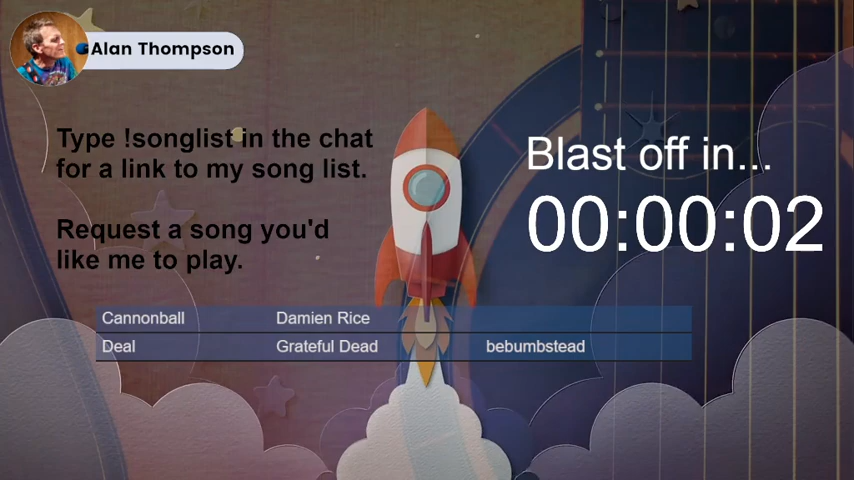 Alan Thompson
Type !songlist in the chat
for a link to my song list.
Request a song you'd
like me to play.
Blast off in...
00:00:02
Cannonball Damien Rice
Deal Grateful Dead bebumbstead